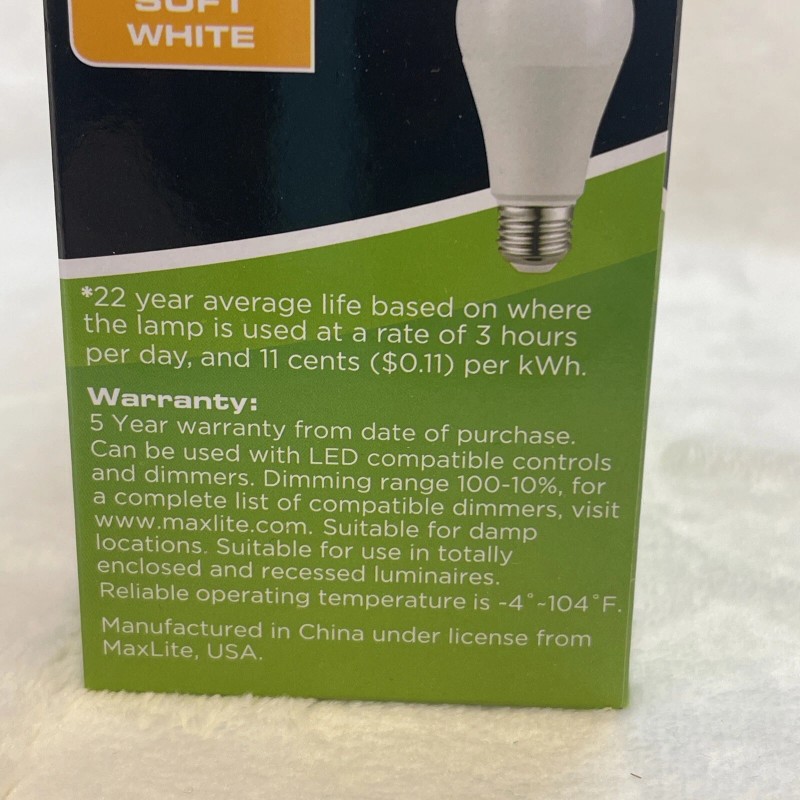 SOFT
WHITE
*22 year average life based on where
the lamp is used at a rate of 3 hours
per day, and 11 cents ($0.11) per kWh.
Warranty:
5 Year warranty from date of purchase.
Can be used with LED compatible controls
and dimmers. Dimming range 100-10%, for
a complete list of compatible dimmers, visit
www.maxlite.com. Suitable for damp
locations. Suitable for use in totally
enclosed and recessed luminaires.
Reliable operating temperature is -4°~104°F.
Manufactured in China under license from
MaxLite, USA.